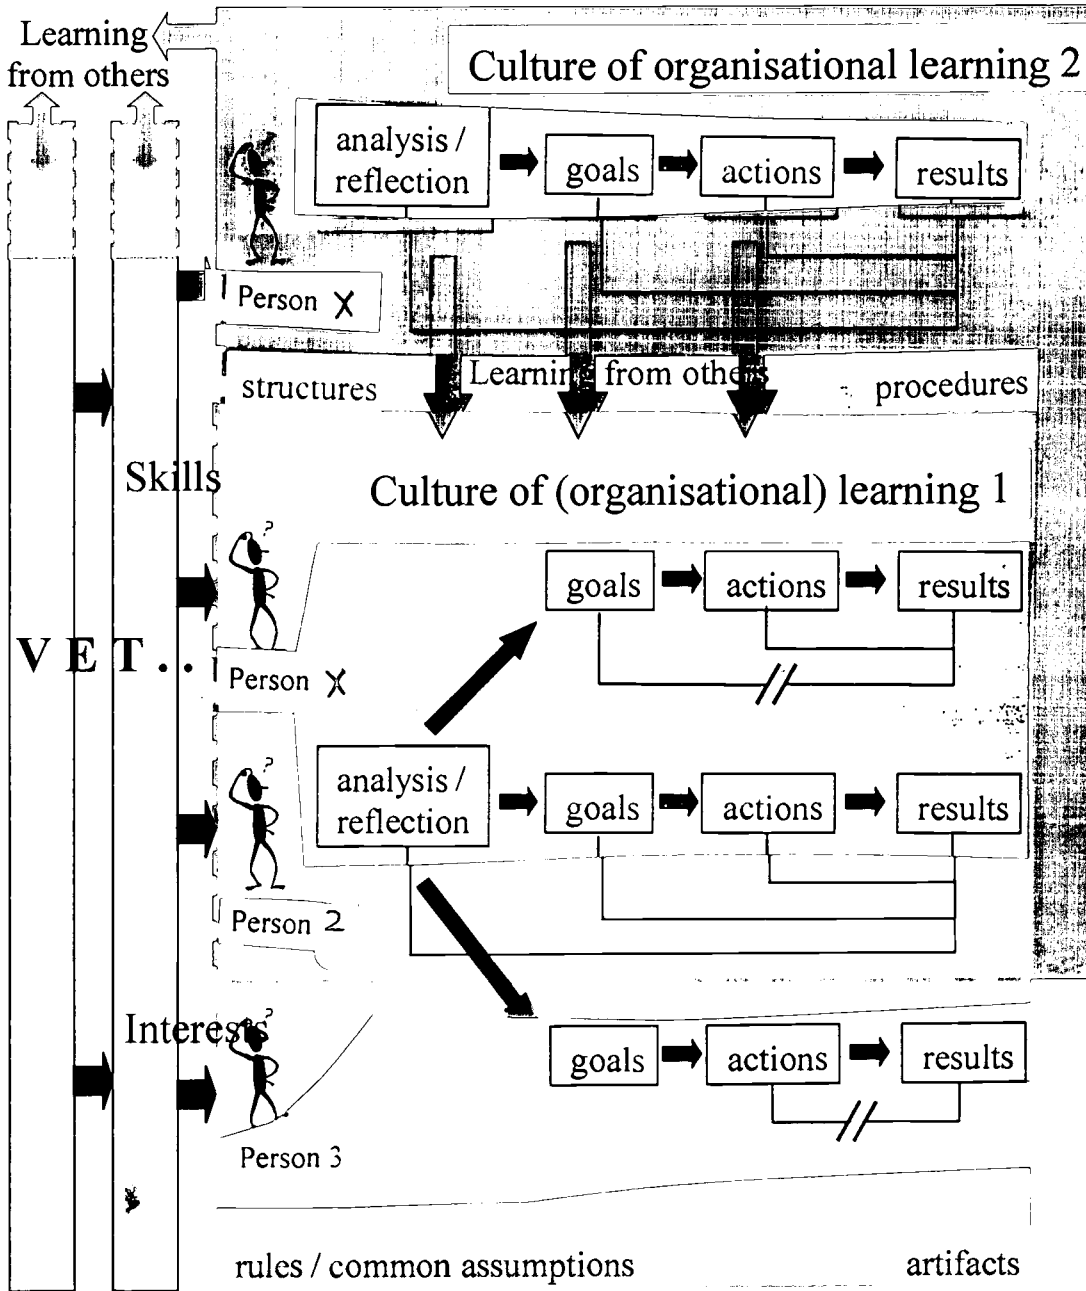 Learning
from others
Culture of organisational learning 2
analysis /
reflection
goals
actions
results
Person X
structures
Learning from others
procedures
Skills
Culture of (organisational) learning 1
?
goals
actions
results
V E T . .
Person X
?
analysis /
reflection
goals
actions
results
Person 2
Interests
?
goals
actions
results
Person 3
rules / common assumptions
artifacts